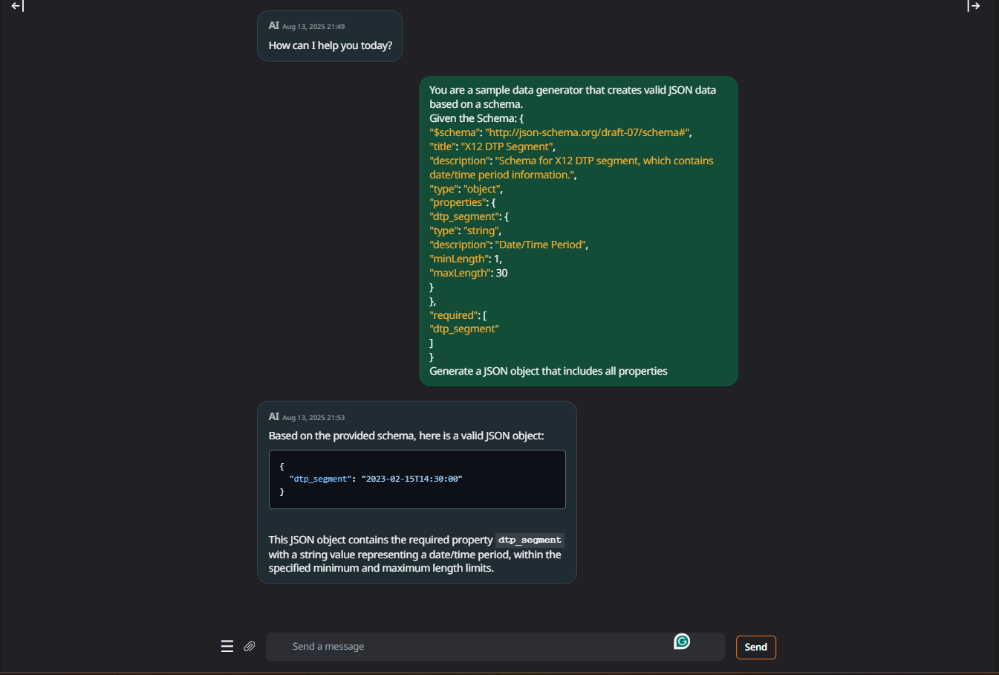 AI Aug 13, 2025 21:49
How can I help you today?
You are a sample data generator that creates valid JSON data
based on a schema.
Given the Schema: {
"$schema": "http://json-schema.org/draft-07/schema#",
"title": "X12 DTP Segment",
"description": "Schema for X12 DTP segment, which contains
date/time period information.",
"type": "object",
"properties": {
"dtp_segment": {
"type": "string",
"description": "Date/Time Period",
"minLength": 1,
"maxLength": 30
}
},
"required": [
"dtp_segment"
]
}
Generate a JSON object that includes all properties
AI Aug 13, 2025 21:53
Based on the provided schema, here is a valid JSON object:
{
"dtp_segment": "2023-02-15T14:30:00"
}
This JSON object contains the required property dtp_segment
with a string value representing a date/time period, within the
specified minimum and maximum length limits.
Send a message
G
Send